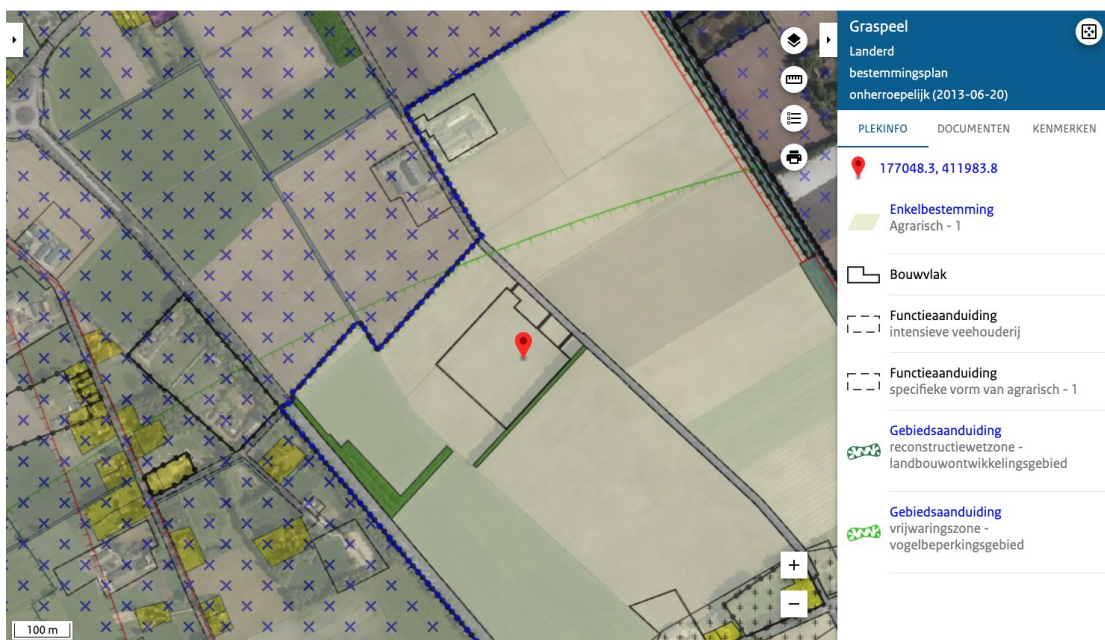 Graspeel
Landerd
bestemmingsplan
onherroepelijk (2013-06-20)
PLEKINFO DOCUMENTEN KENMERKEN
177048.3, 411983.8
Enkelbestemming
Agrarisch - 1
Bouwvlak
Functieaanduiding
intensieve veehouderij
Functieaanduiding
specifieke vorm van agrarisch - 1
Gebiedsaanduiding
reconstructiewetzone -
landbouwontwikkelingsgebied
Gebiedsaanduiding
vrijwaringszone -
vogelbeperkingsgebied
100 m